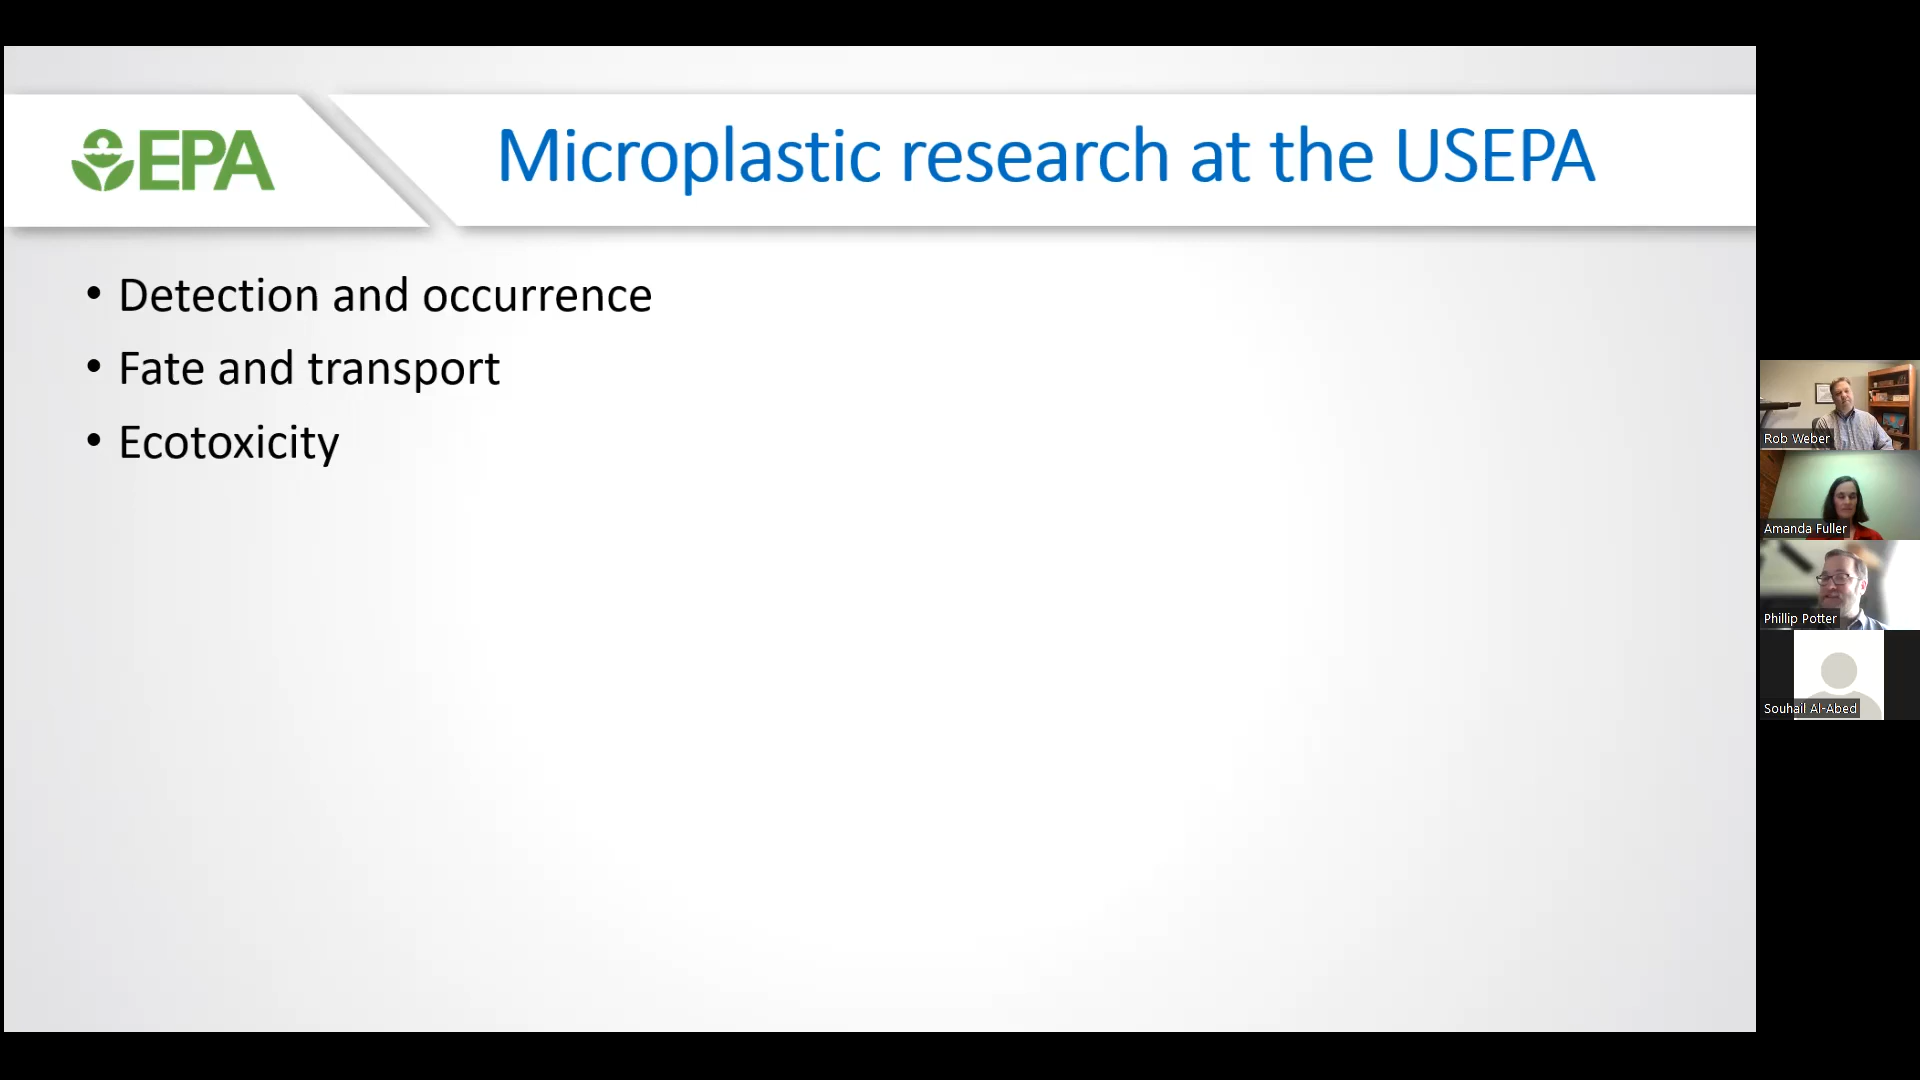 EPA
Microplastic research at the USEPA
• Detection and occurrence
• Fate and transport
• Ecotoxicity
Rob Weber
Amanda Fuller
Phillip Potter
Souhail Al-Abed